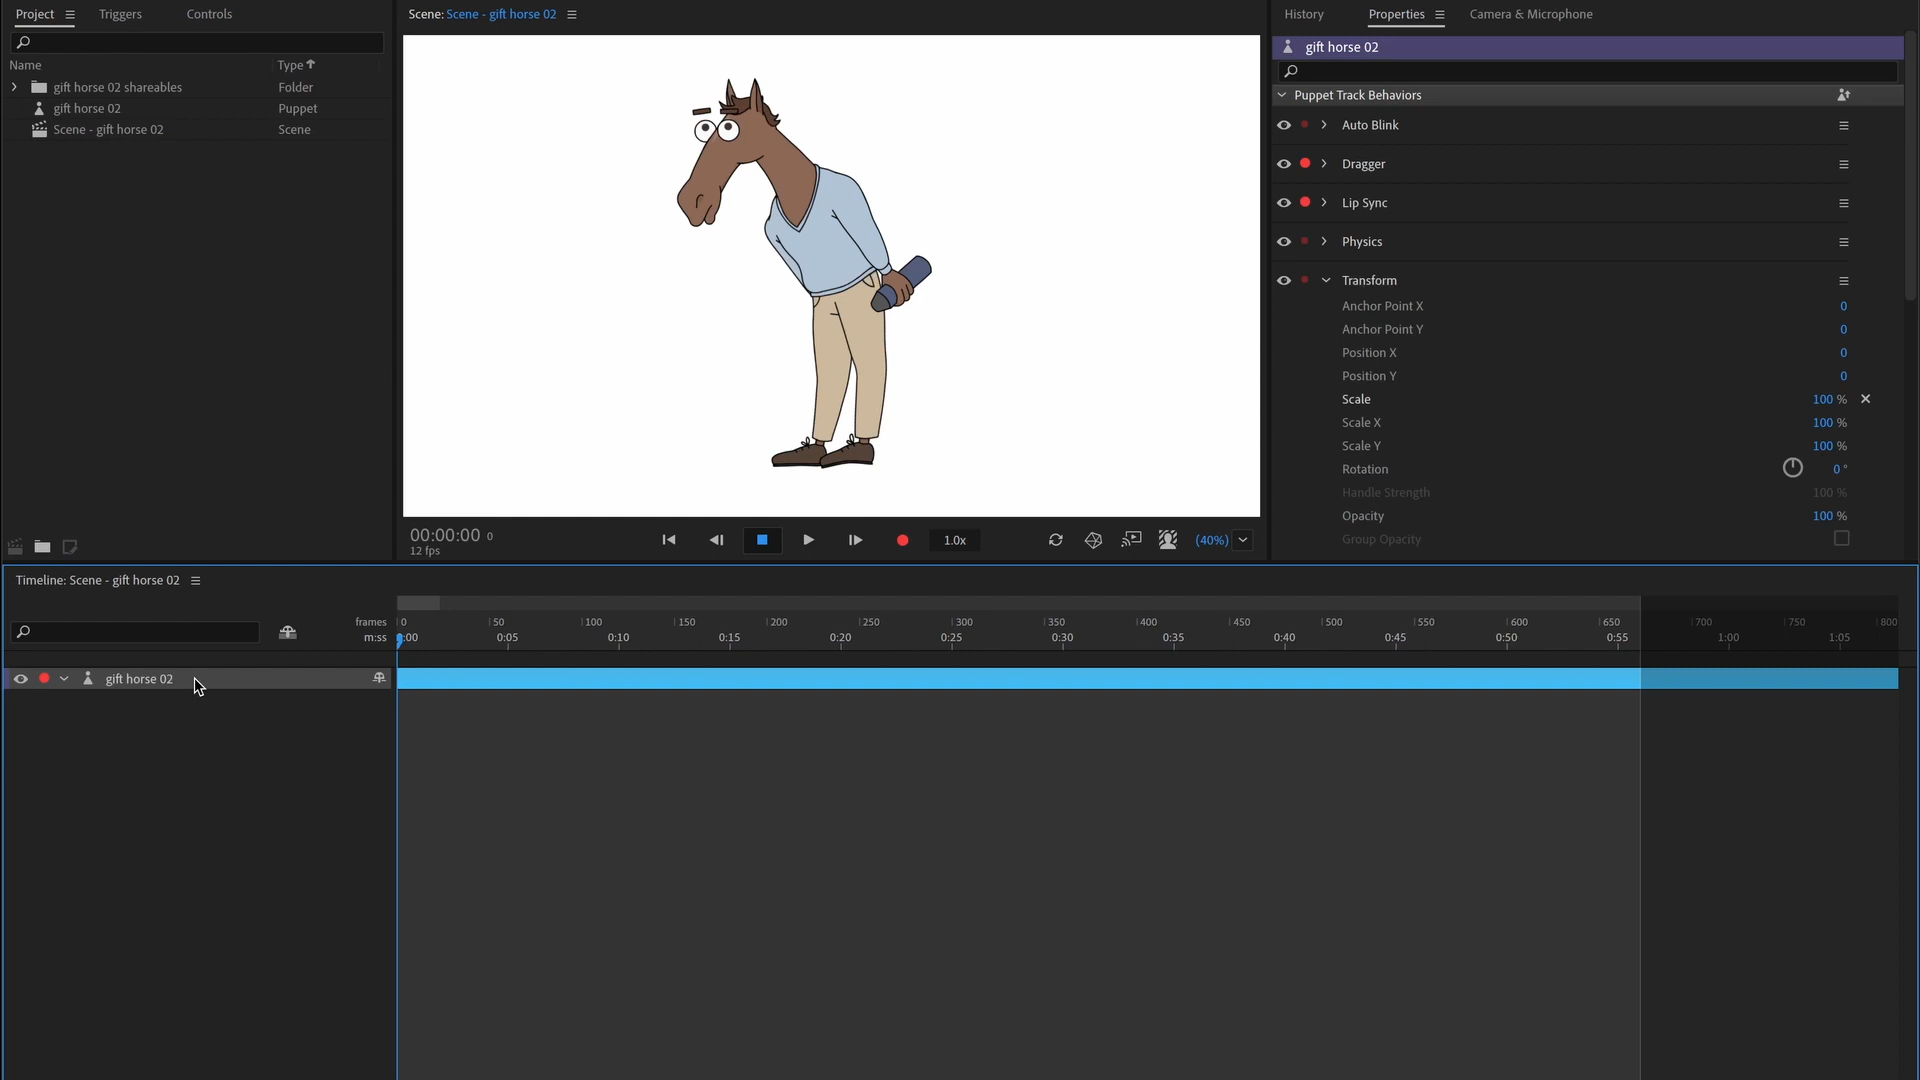 Project Triggers Controls
Name Type
gift horse 02 shareables Folder
gift horse 02 Puppet
Scene - gift horse 02 Scene
Scene: Scene - gift horse 02
00:00:00 0
12 fps
1.0x
(40%)
History Properties Camera & Microphone
gift horse 02
Puppet Track Behaviors
Auto Blink
Dragger
Lip Sync
Physics
Transform
Anchor Point X 0
Anchor Point Y 0
Position X 0
Position Y 0
Scale 100 %
Scale X 100 %
Scale Y 100 %
Rotation 0 °
Handle Strength 100 %
Opacity 100 %
Group Opacity
Timeline: Scene - gift horse 02
frames 0 50 100 150 200 250 300 350 400 450 500 550 600 650 700 750 800
m:ss :00 0:05 0:10 0:15 0:20 0:25 0:30 0:35 0:40 0:45 0:50 0:55 1:00 1:05
gift horse 02